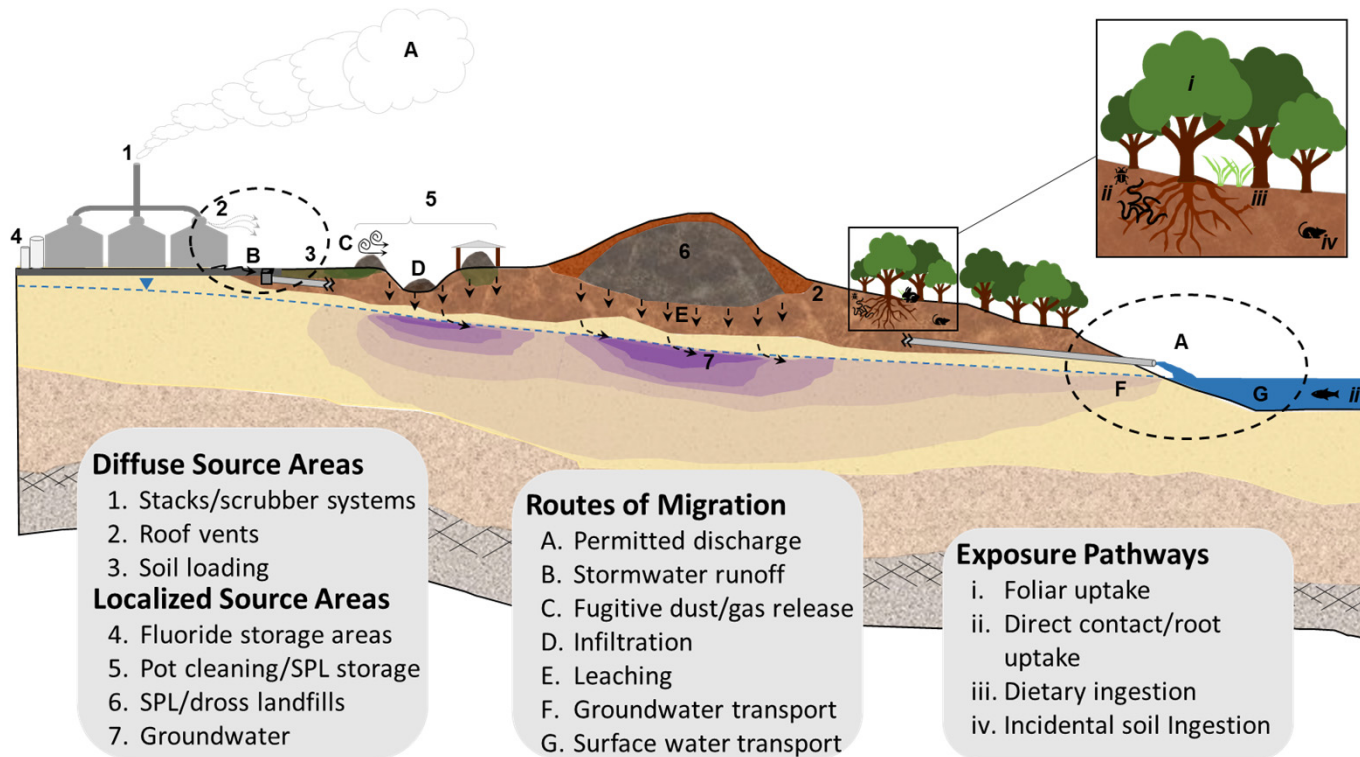 A
1
2
4
B
3
C
5
D
6
E
2
7
A
F
G
ii
i
ii
iii
iv
Diffuse Source Areas
1. Stacks/scrubber systems
2. Roof vents
3. Soil loading
Localized Source Areas
4. Fluoride storage areas
5. Pot cleaning/SPL storage
6. SPL/dross landfills
7. Groundwater
Routes of Migration
A. Permitted discharge
B. Stormwater runoff
C. Fugitive dust/gas release
D. Infiltration
E. Leaching
F. Groundwater transport
G. Surface water transport
Exposure Pathways
i. Foliar uptake
ii. Direct contact/root
uptake
iii. Dietary ingestion
iv. Incidental soil Ingestion